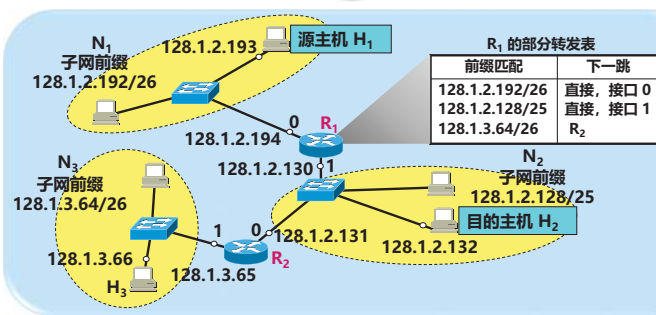 N₁
子网前缀
128.1.2.192/26
128.1.2.193
源主机 H₁
R₁ 的部分转发表
前缀匹配 下一跳
128.1.2.192/26 直接，接口 0
128.1.2.128/25 直接，接口 1
128.1.3.64/26 R₂
0
R₁
128.1.2.194
128.1.2.130
1
N₃
子网前缀
128.1.3.64/26
N₂
子网前缀
128.1.2.128/25
目的主机 H₂
128.1.2.132
1
0
128.1.2.131
R₂
128.1.3.66
128.1.3.65
H₃